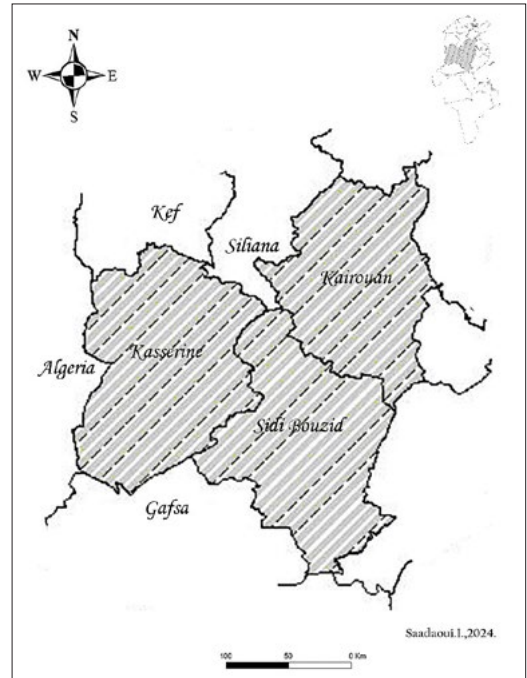 N
W E
S
Kef
Siliana
Kairouan
Kasserine
Algeria
Sidi Bouzid
Gafsa
Saadaoui.I.,2024.
100 50 0 Km